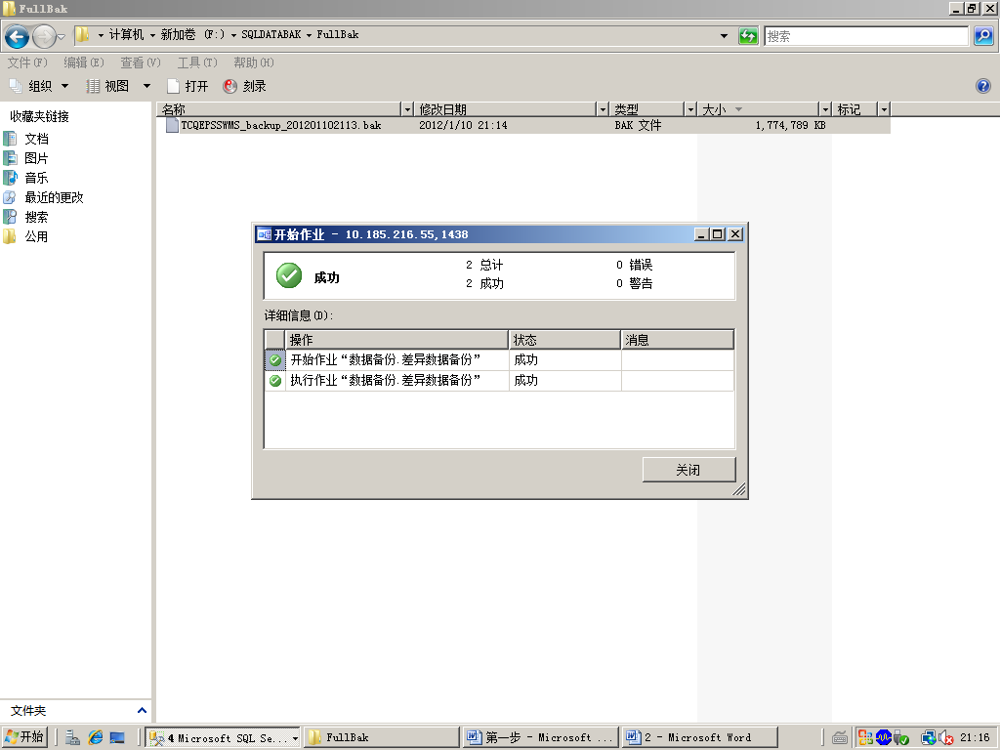 FullBak
计算机 新加卷 (F:) SQLDATABAK FullBak 搜索
文件(F) 编辑(E) 查看(V) 工具(T) 帮助(H)
组织 视图 打开 刻录
收藏夹链接
文档
图片
音乐
最近的更改
搜索
公用
文件夹
名称 修改日期 类型 大小 标记
TCQEPSSWMS_backup_201201102113.bak 2012/1/10 21:14 BAK 文件 1,774,789 KB
开始作业 - 10.185.216.55,1438
成功
2 总计 0 错误
2 成功 0 警告
详细信息(D):
操作 状态 消息
开始作业“数据备份.差异数据备份” 成功
执行作业“数据备份.差异数据备份” 成功
关闭
开始 4 Microsoft SQL Se... FullBak 第一步 - Microsoft ... 2 - Microsoft Word 21:16